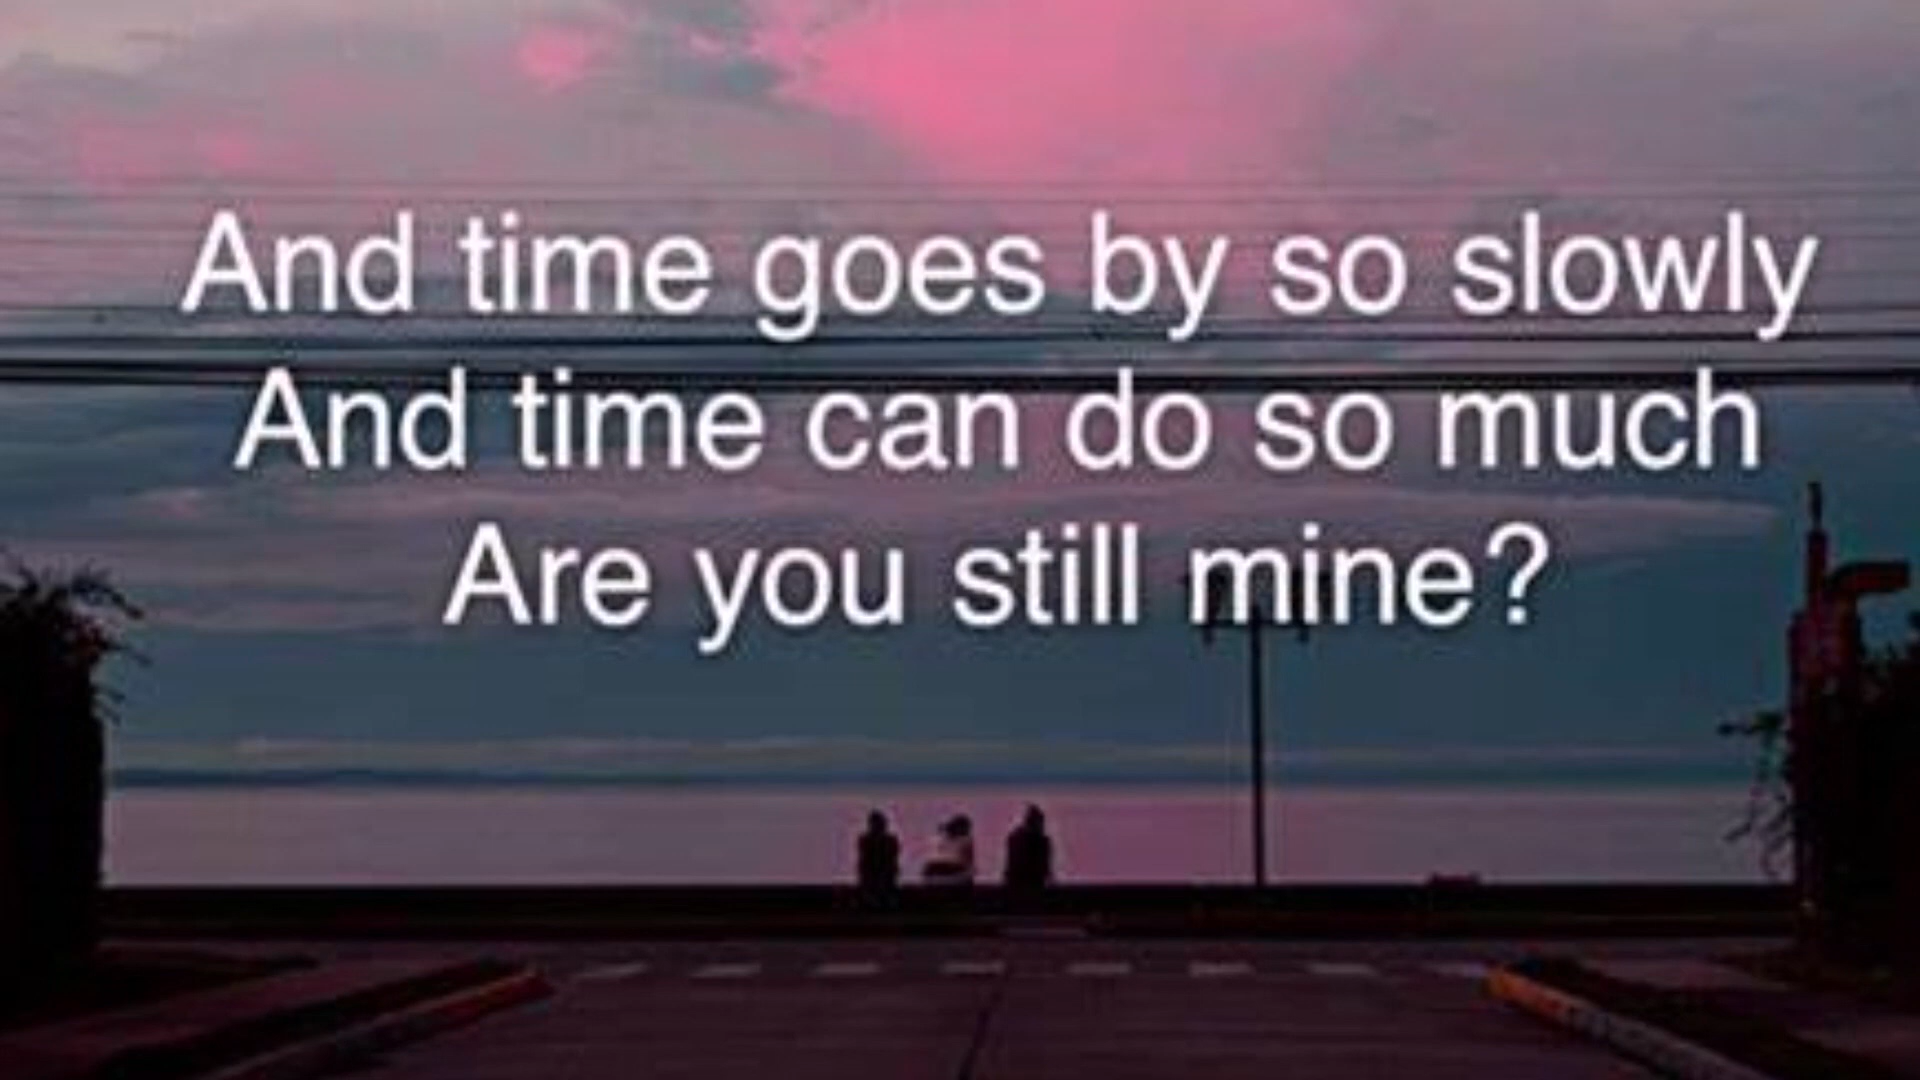 And time goes by so slowly
And time can do so much
Are you still mine?